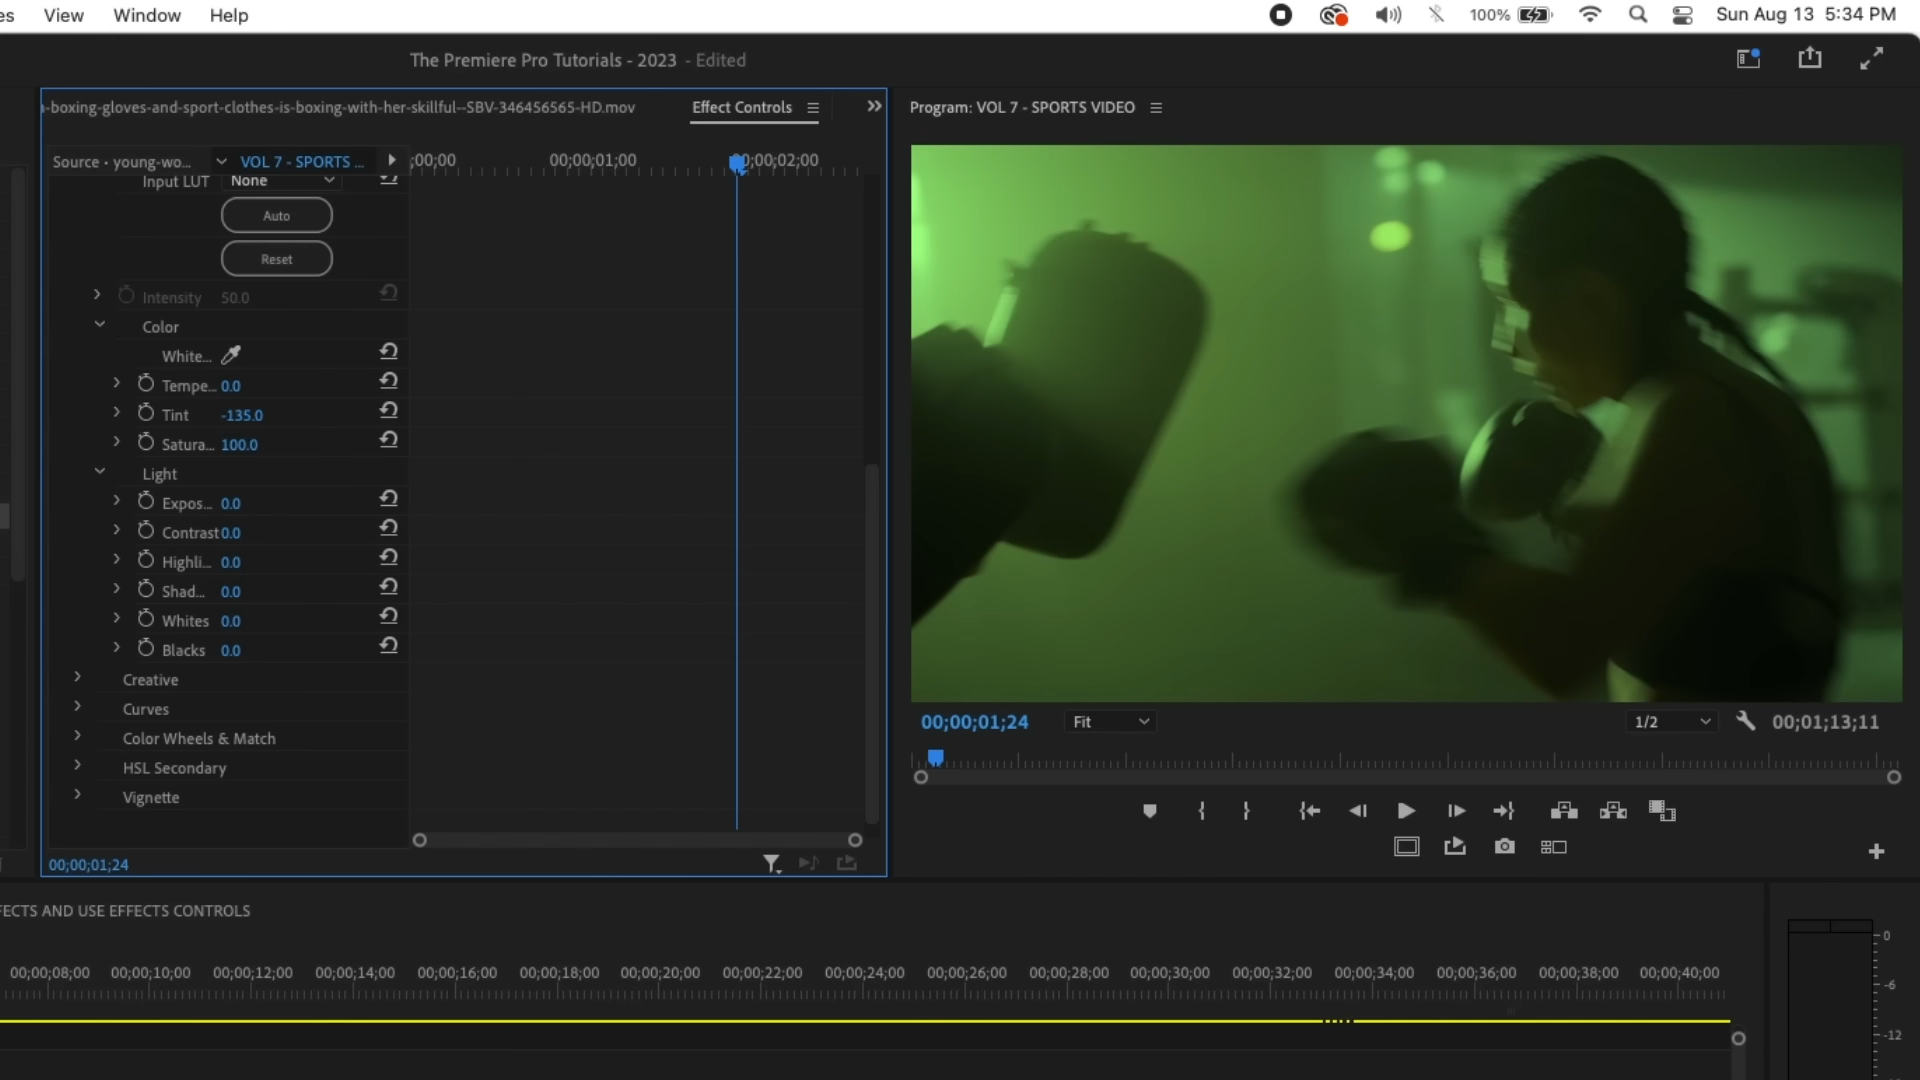 View Window Help
100% Sun Aug 13 5:34 PM
The Premiere Pro Tutorials - 2023 - Edited
-boxing-gloves-and-sport-clothes-is-boxing-with-her-skillful--SBV-346456565-HD.mov
Effect Controls
Program: VOL 7 - SPORTS VIDEO
Source • young-wo...
VOL 7 - SPORTS ...
;00;00
00;00;01;00
0;00;02;00
Input LUT None
Auto
Reset
Intensity 50.0
Color
White...
Tempe... 0.0
Tint -135.0
Satura... 100.0
Light
Expos... 0.0
Contrast 0.0
Highli... 0.0
Shad... 0.0
Whites 0.0
Blacks 0.0
Creative
Curves
Color Wheels & Match
HSL Secondary
Vignette
00;00;01;24
00;00;01;24
Fit
1/2
00;01;13;11
FECTS AND USE EFFECTS CONTROLS
00;00;08;00 00;00;10;00 00;00;12;00 00;00;14;00 00;00;16;00 00;00;18;00 00;00;20;00 00;00;22;00 00;00;24;00 00;00;26;00 00;00;28;00 00;00;30;00 00;00;32;00 00;00;34;00 00;00;36;00 00;00;38;00 00;00;40;00
0
-6
-12